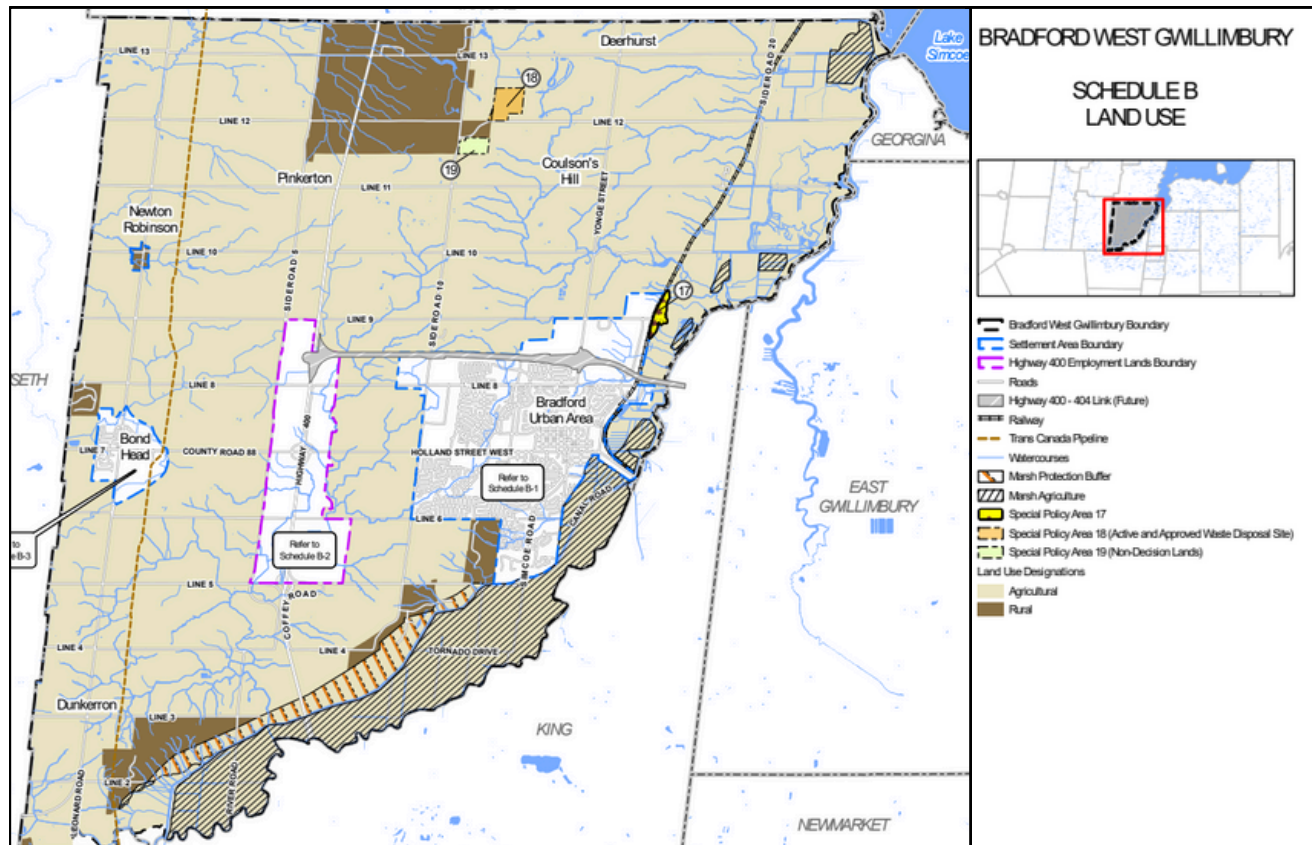 BRADFORD WEST GWILLIMBURY
SCHEDULE B
LAND USE
Bradford West Gwillimbury Boundary
Settlement Area Boundary
Highway 400 Employment Lands Boundary
Roads
Highway 400 - 404 Link (Future)
Railway
Trans Canada Pipeline
Watercourses
Marsh Protection Buffer
Marsh Agriculture
Special Policy Area 17
Special Policy Area 18 (Active and Approved Waste Disposal Site)
Special Policy Area 19 (Non-Decision Lands)
Land Use Designations
Agricultural
Rural
Lake
Simcoe
Deerhurst
SIDEROAD 20
LINE 13
LINE 13
18
LINE 12
LINE 12
GEORGINA
19
Coulson's
Hill
Pinkerton
LINE 11
YONGE STREET
Newton
Robinson
LINE 10
LINE 10
SIDEROAD 5
SIDEROAD 10
17
LINE 9
SETH
LINE 8
LINE 8
Bradford
Urban Area
Bond
Head
LINE 7
COUNTY ROAD 88
HIGHWAY 400
HOLLAND STREET WEST
Refer to
Schedule B-1
CANAL ROAD
EAST
GWILLIMBURY
LINE 6
SIMCOE ROAD
Refer to
Schedule B-2
to
e B-3
LINE 5
COFFEY ROAD
LINE 4
LINE 4
TORNADO DRIVE
Dunkerron
LINE 3
KING
LINE 2
LEONARD ROAD
RIVER ROAD
NEWMARKET